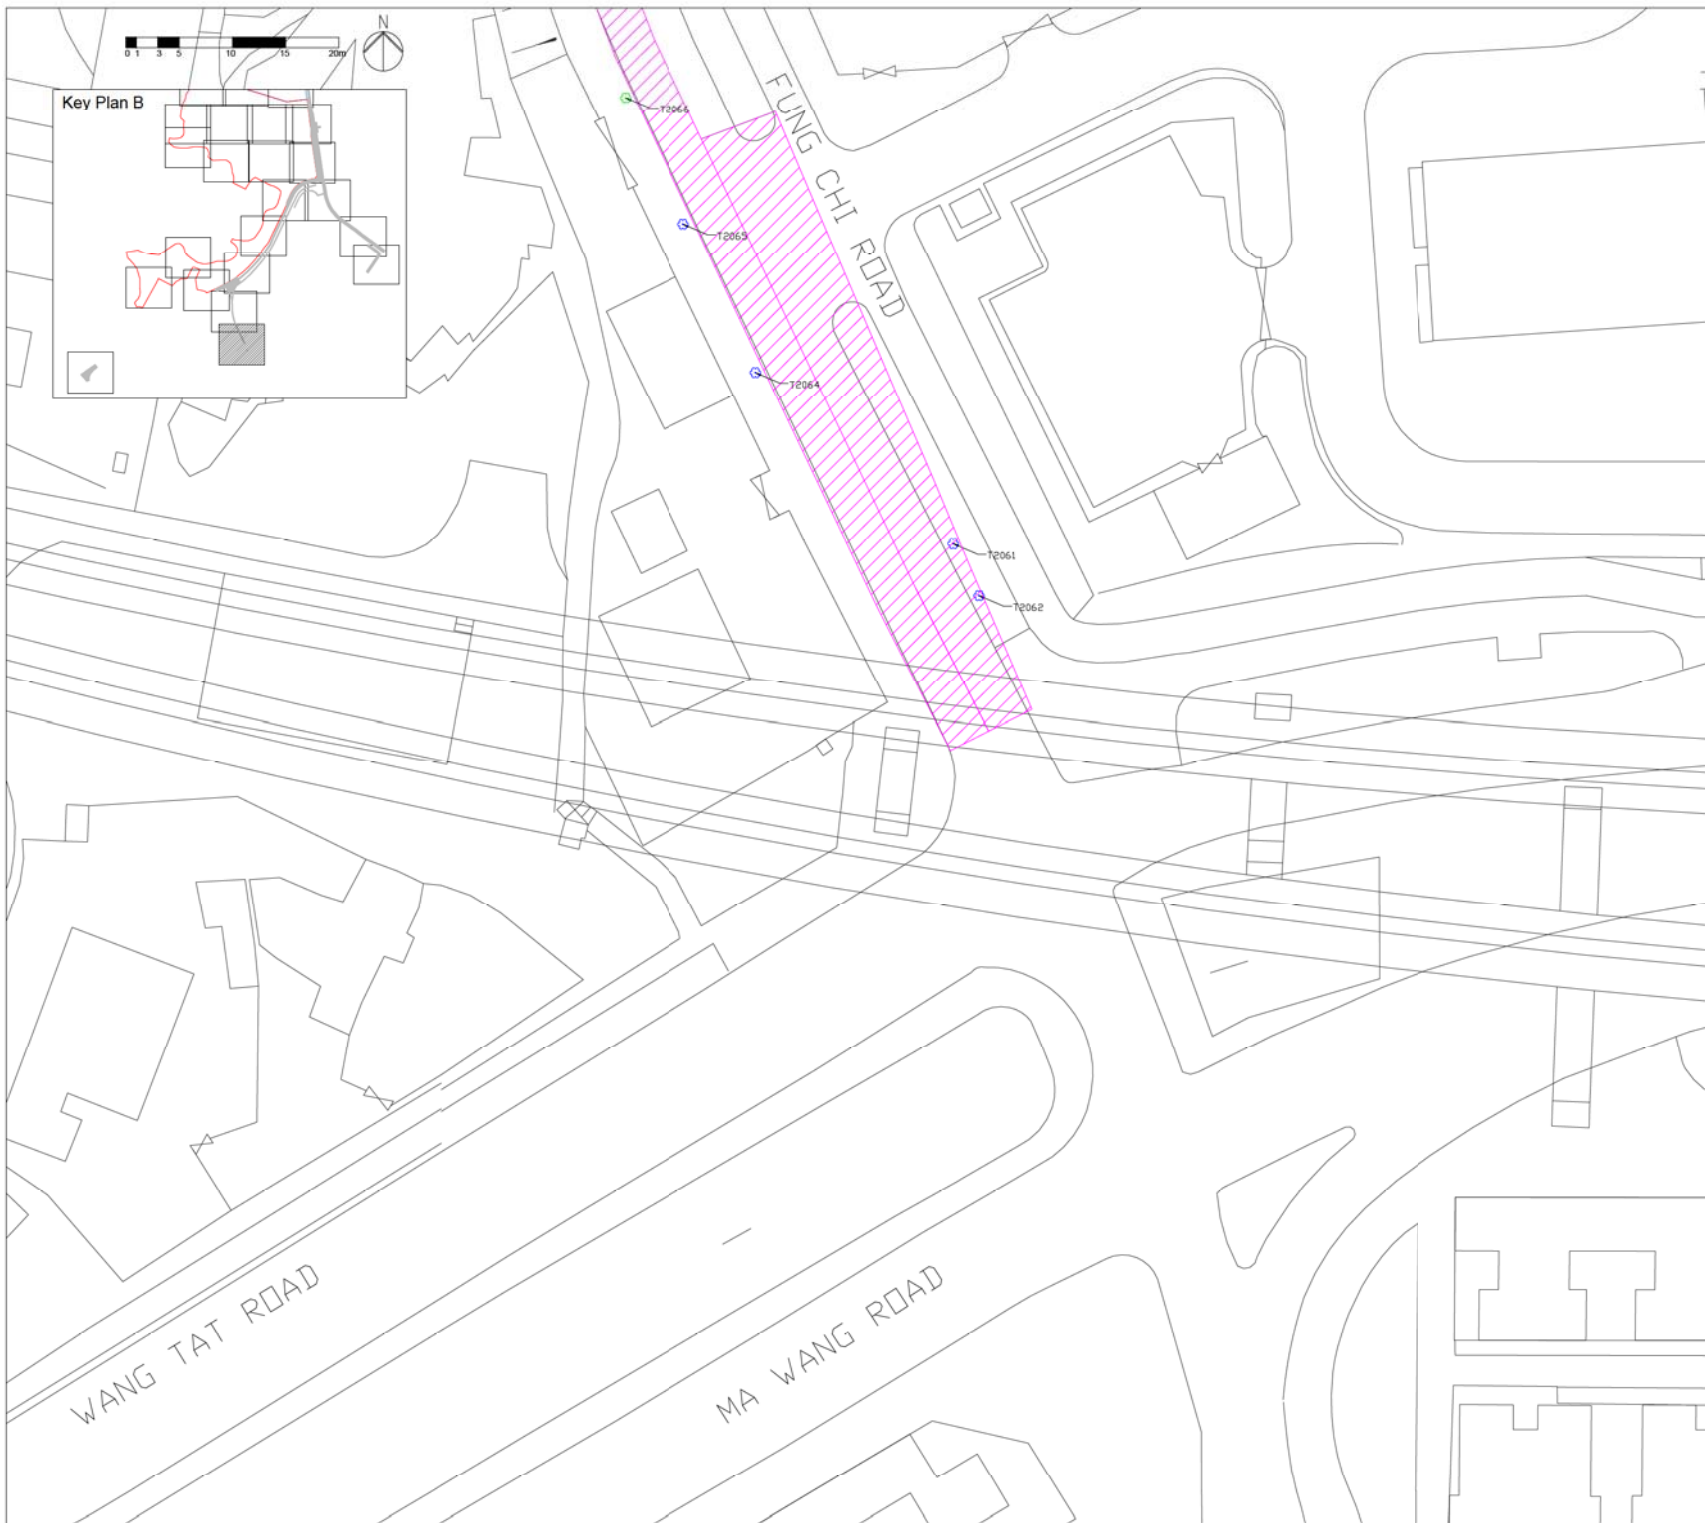 N
0 1 3 5 10 15 20m
Key Plan B
T2066
FUNG CHI ROAD
T2065
T2064
T2061
T2062
WANG TAT ROAD
MA WANG ROAD